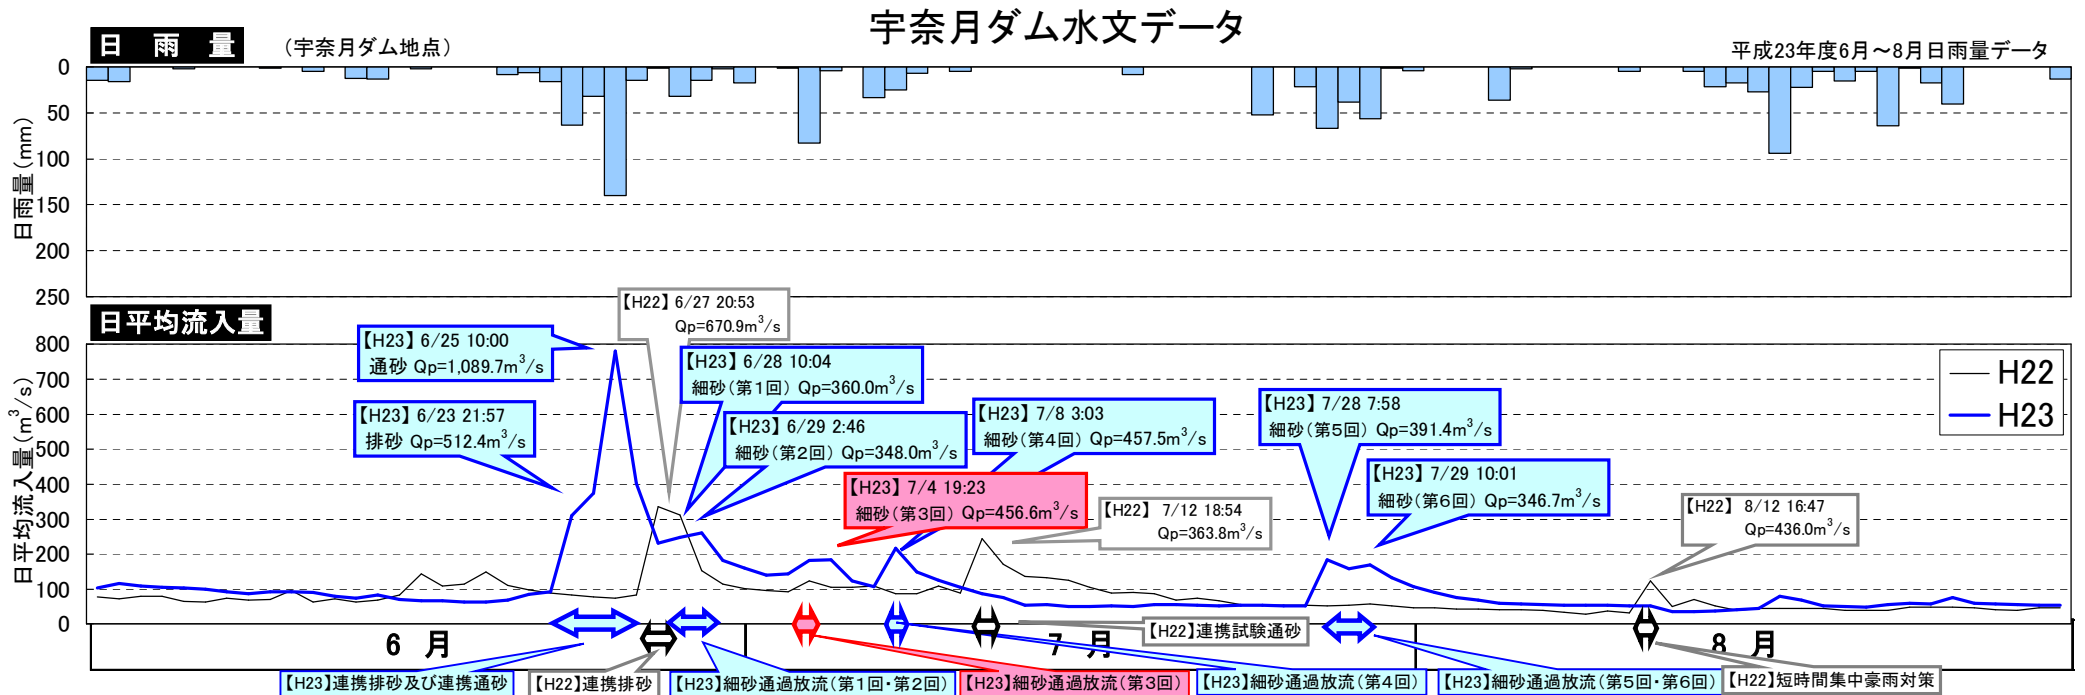 宇奈月ダム水文データ
日 雨 量
（宇奈月ダム地点）
平成23年度6月～8月日雨量データ
日雨量（mm）
0
50
100
150
200
250
日平均流入量
日平均流入量（m³/s）
800
700
600
500
400
300
200
100
0
【H22】 6/27 20:53
Qp=670.9m³/s
【H23】 6/25 10:00
通砂 Qp=1,089.7m³/s
【H23】 6/28 10:04
細砂（第1回） Qp=360.0m³/s
【H23】 6/23 21:57
排砂 Qp=512.4m³/s
【H23】 6/29 2:46
細砂（第2回） Qp=348.0m³/s
【H23】 7/8 3:03
細砂（第4回） Qp=457.5m³/s
【H23】 7/28 7:58
細砂（第5回） Qp=391.4m³/s
【H23】 7/4 19:23
細砂（第3回） Qp=456.6m³/s
【H23】 7/29 10:01
細砂（第6回） Qp=346.7m³/s
【H22】 7/12 18:54
Qp=363.8m³/s
【H22】 8/12 16:47
Qp=436.0m³/s
H22
H23
6 月
7 月
8 月
【H22】連携試験通砂
【H23】連携排砂及び連携通砂
【H22】連携排砂
【H23】細砂通過放流（第1回・第2回）
【H23】細砂通過放流（第3回）
【H23】細砂通過放流（第4回）
【H23】細砂通過放流（第5回・第6回）
【H22】短時間集中豪雨対策